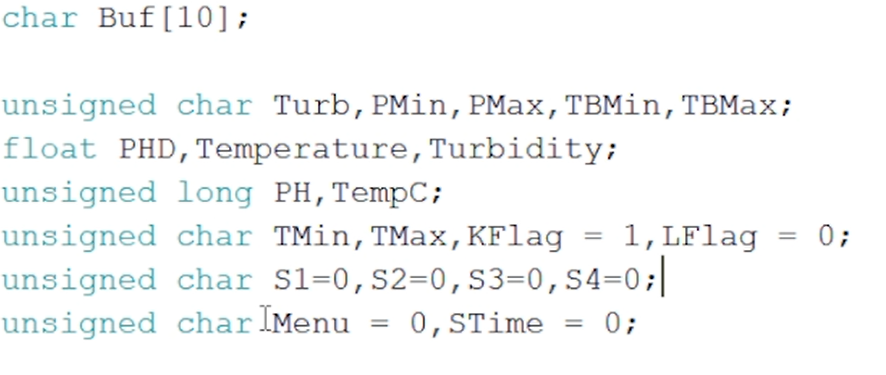 char Buf[10];
unsigned char Turb,PMin,PMax,TBMin,TBMax;
float PHD,Temperature,Turbidity;
unsigned long PH,TempC;
unsigned char TMin,TMax,KFlag = 1,LFlag = 0;
unsigned char S1=0,S2=0,S3=0,S4=0;
unsigned char Menu = 0,STime = 0;